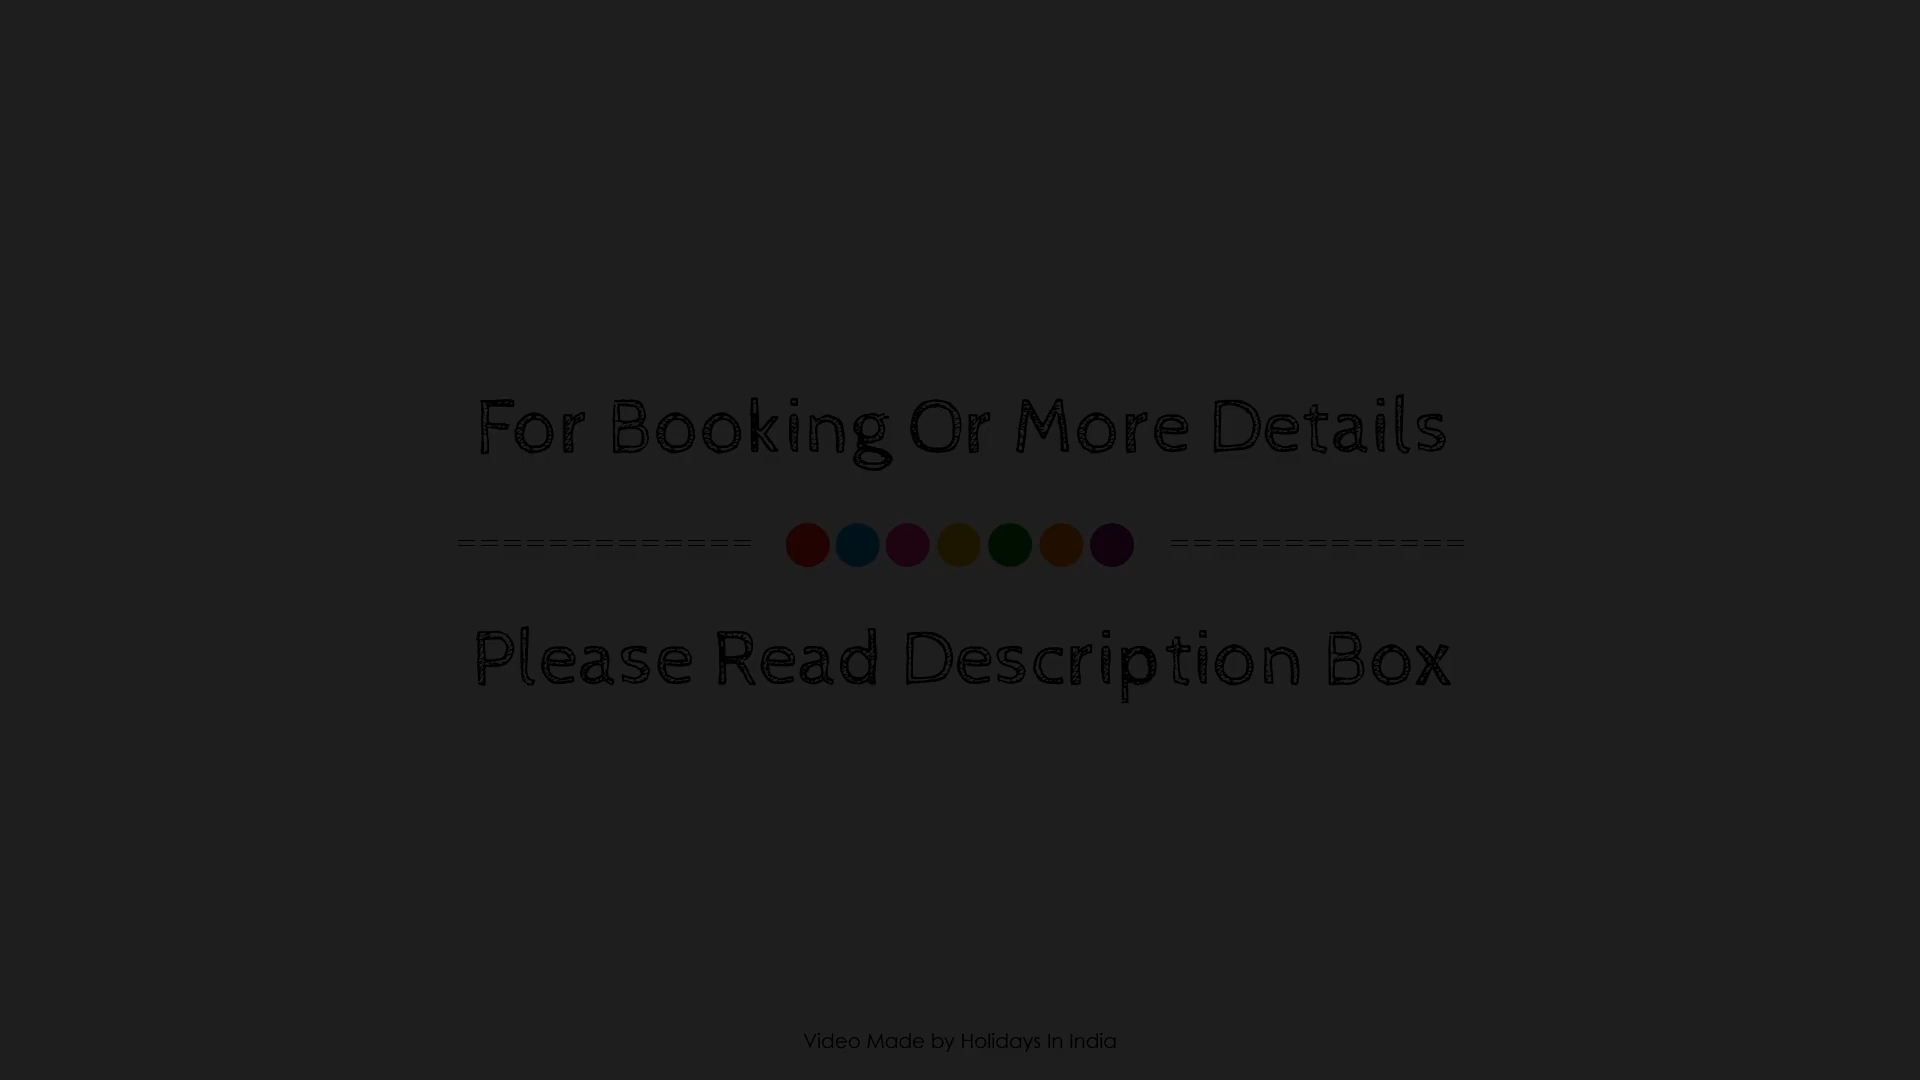 For Booking Or More Details
============= =============
Please Read Description Box
Video Made by Holidays In India